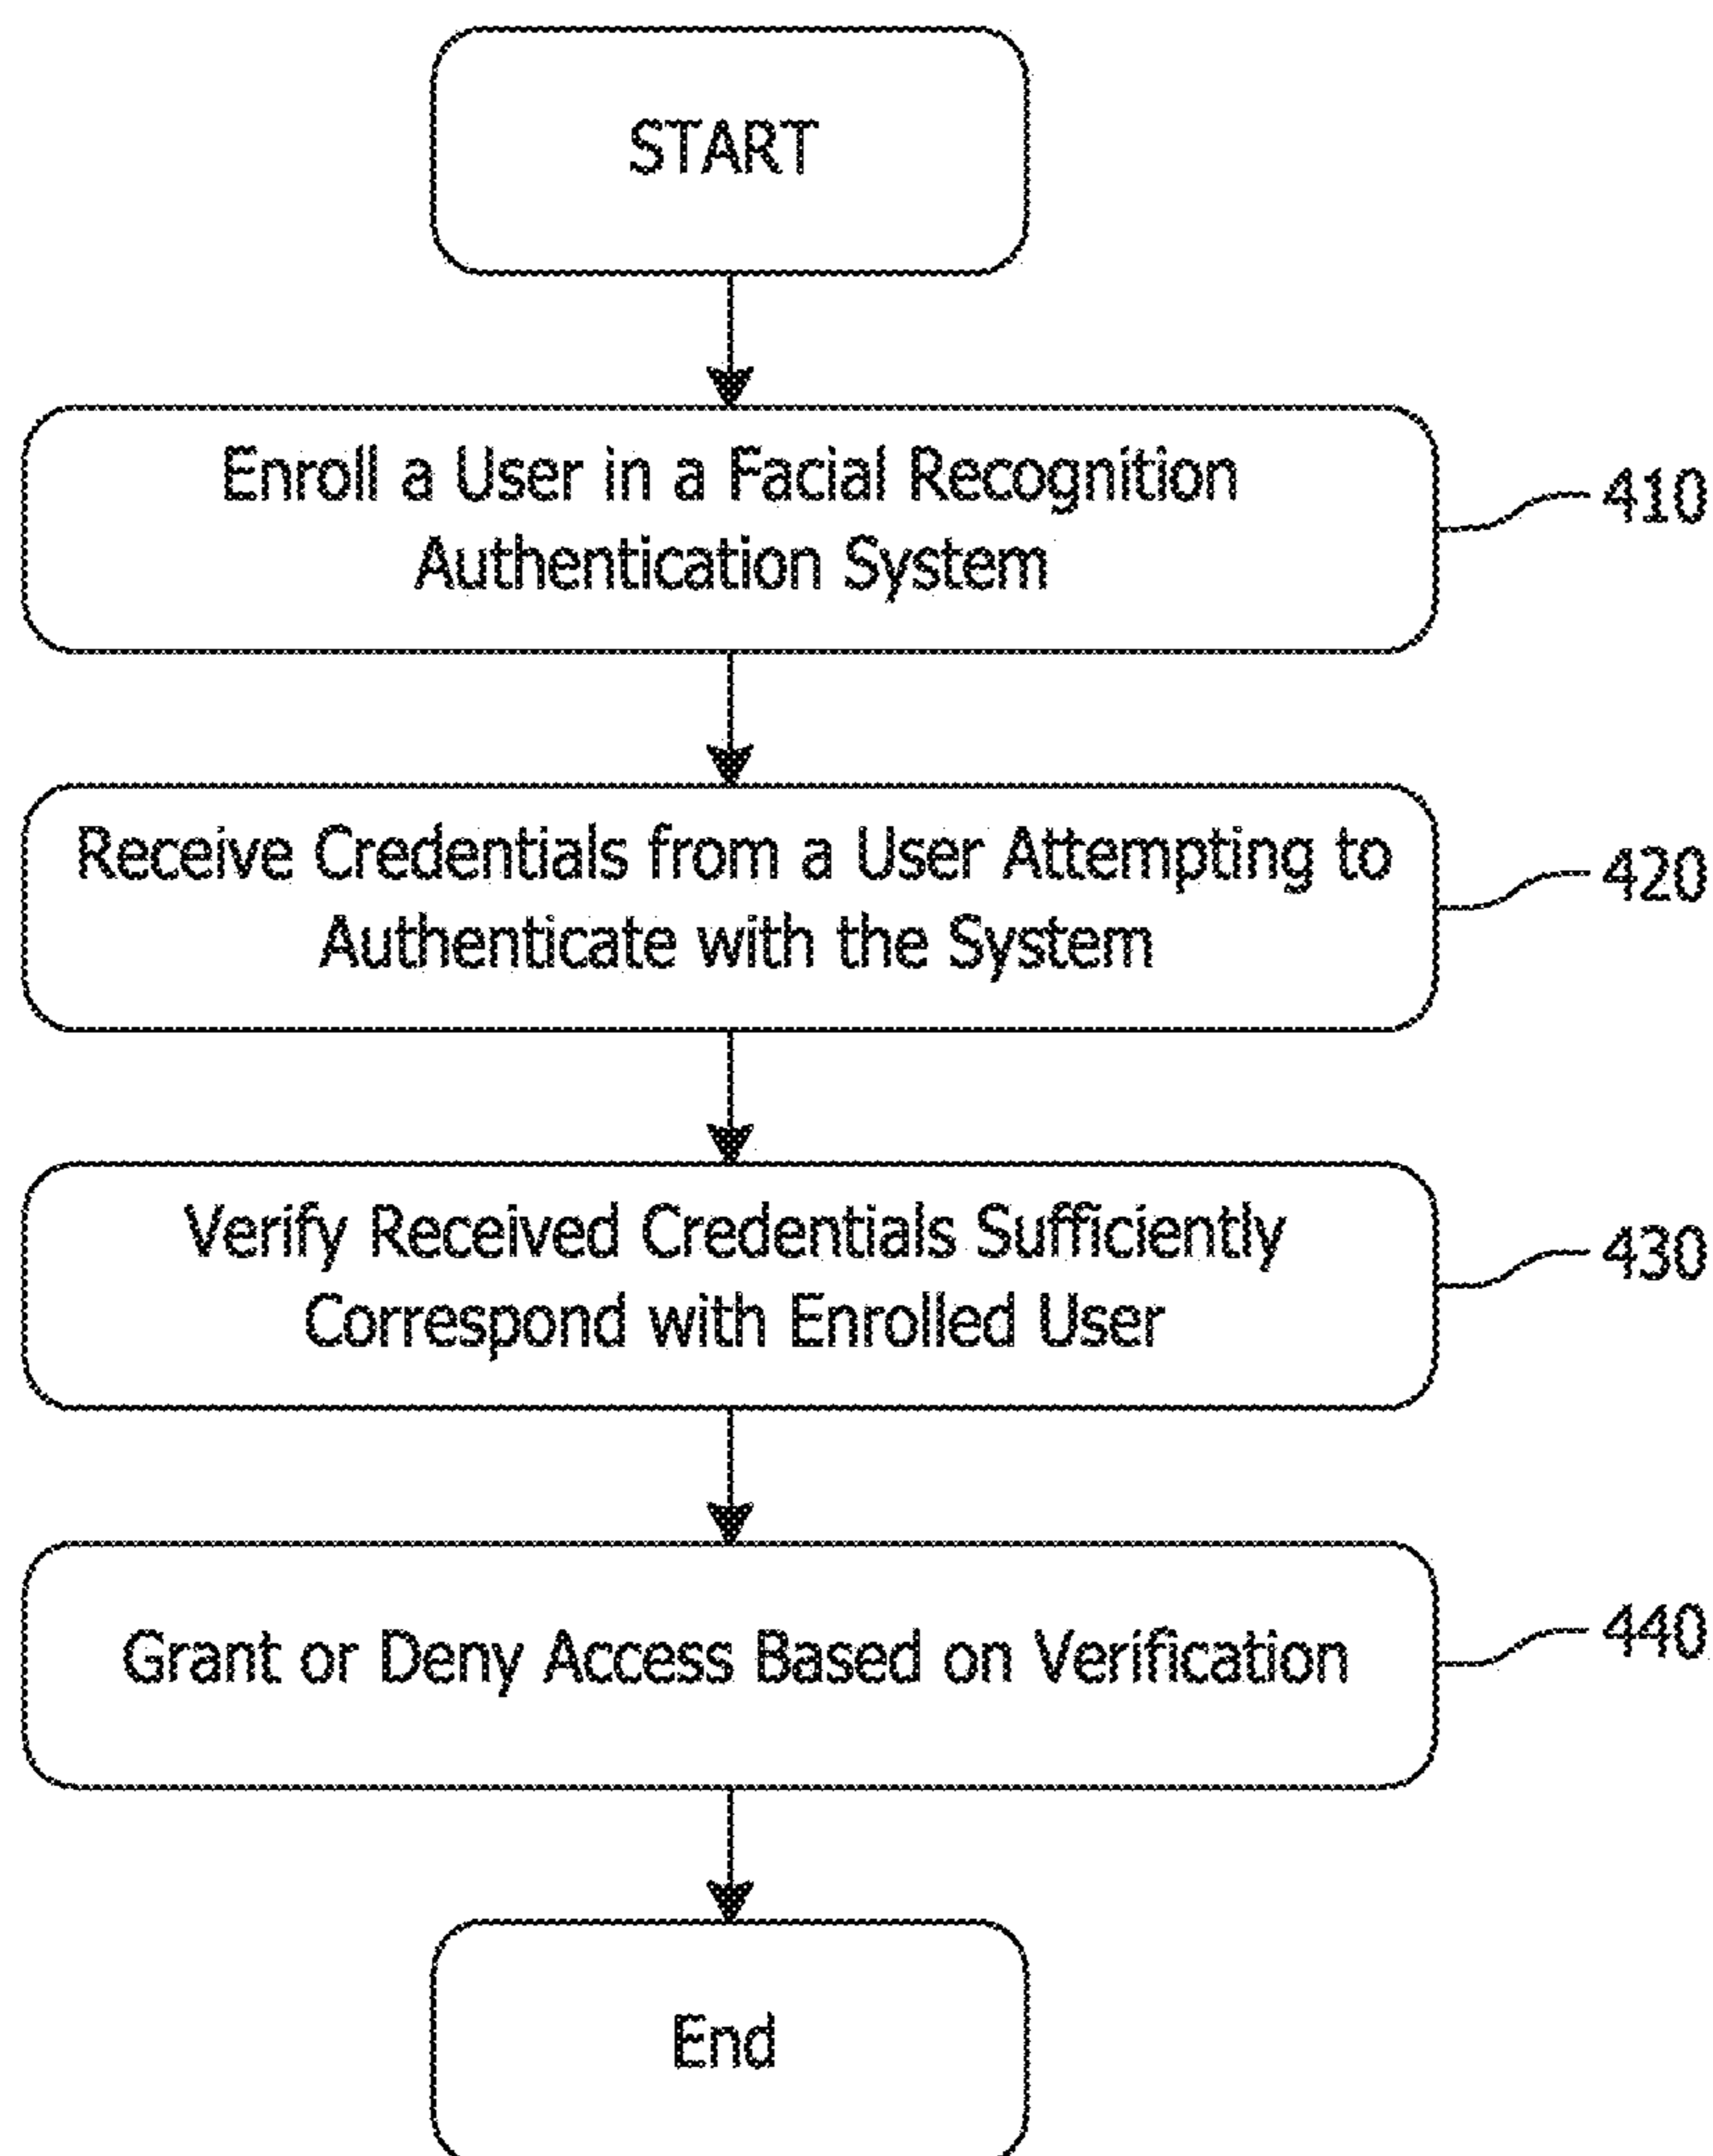 START
Enroll a User in a Facial Recognition
Authentication System
410
Receive Credentials from a User Attempting to
Authenticate with the System
420
Verify Received Credentials Sufficiently
Correspond with Enrolled User
430
Grant or Deny Access Based on Verification
440
End